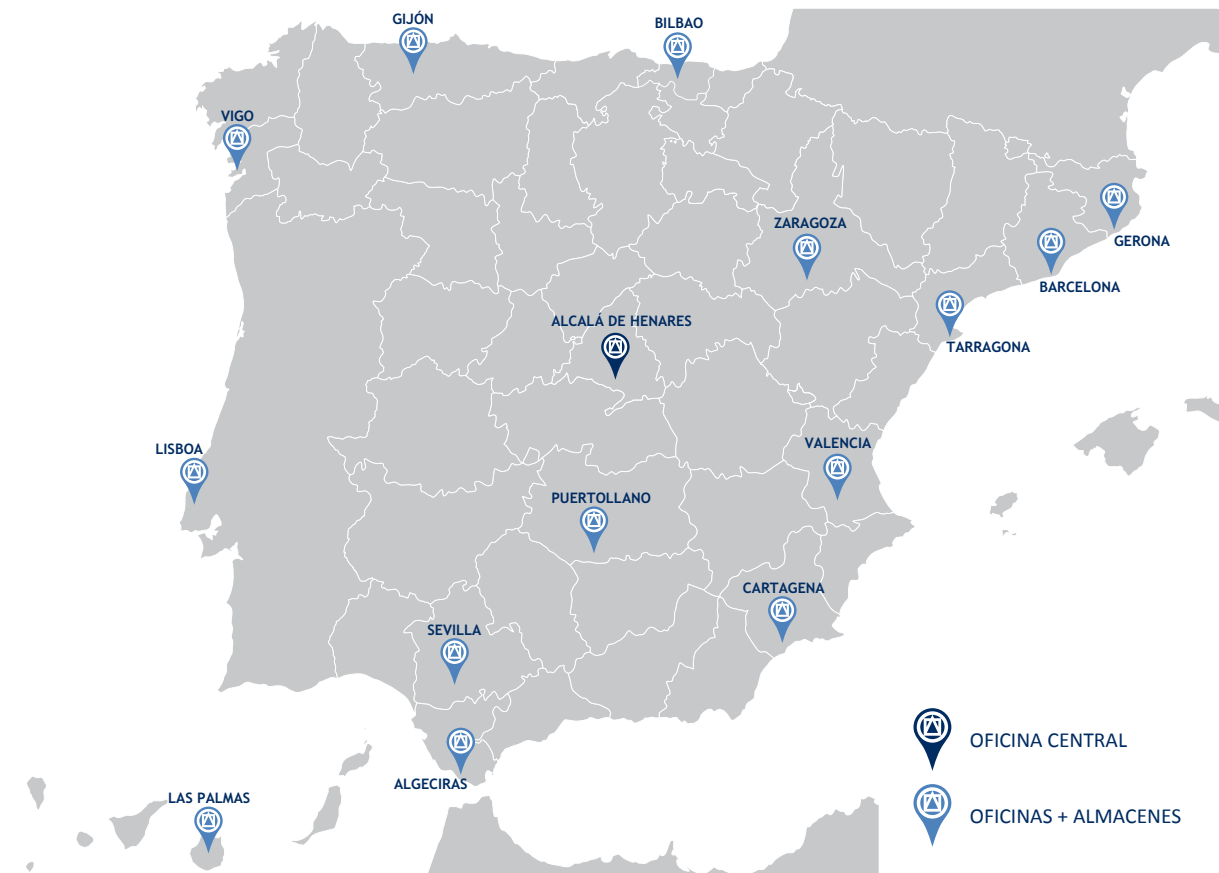 GIJÓN
BILBAO
VIGO
ZARAGOZA
GERONA
BARCELONA
ALCALÁ DE HENARES
TARRAGONA
LISBOA
VALENCIA
PUERTOLLANO
CARTAGENA
SEVILLA
OFICINA CENTRAL
ALGECIRAS
LAS PALMAS
OFICINAS + ALMACENES